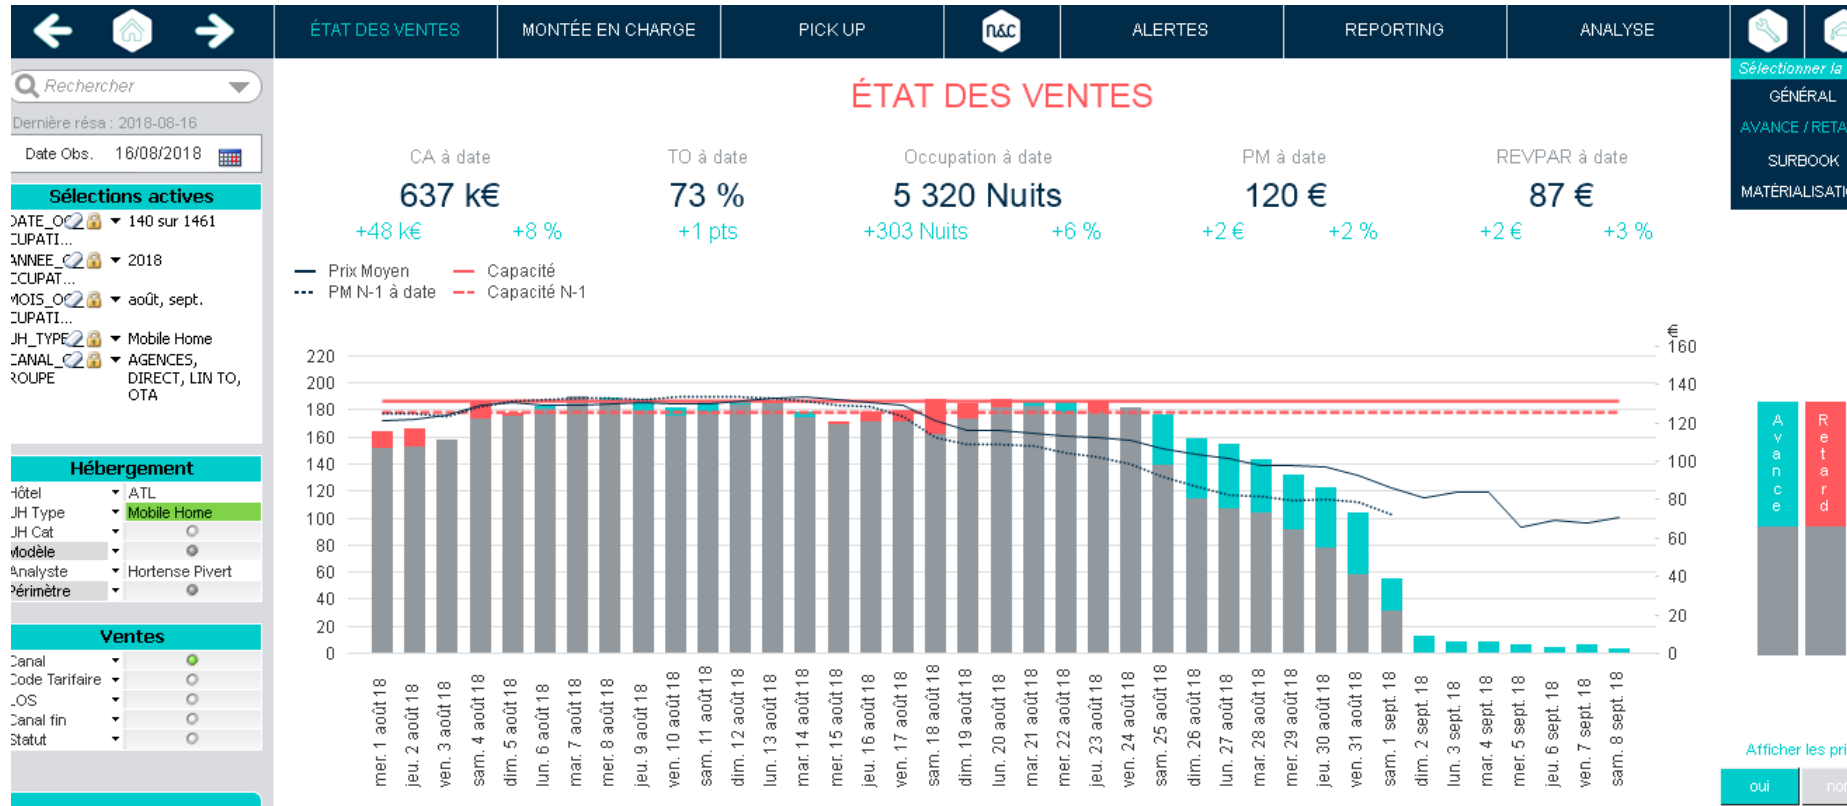 ÉTAT DES VENTES
MONTÉE EN CHARGE
PICK UP
n&c
ALERTES
REPORTING
ANALYSE
Rechercher
Dernière résa : 2018-08-16
Date Obs. 16/08/2018
Sélections actives
140 sur 1461
2018
août, sept.
Mobile Home
AGENCES,
DIRECT, LIN TO,
OTA
Hébergement
Hôtel ATL
UH Type Mobile Home
UH Cat
Modèle
Analyste Hortense Pivert
Périmètre
Ventes
Canal
Code Tarifaire
LOS
Canal fin
Statut
ÉTAT DES VENTES
CA à date
637 k€
+48 k€ +8 %
TO à date
73 %
+1 pts
Occupation à date
5 320 Nuits
+303 Nuits +6 %
PM à date
120 €
+2 € +2 %
REVPAR à date
87 €
+2 € +3 %
Prix Moyen
Capacité
PM N-1 à date
Capacité N-1
220
200
180
160
140
120
100
80
60
40
20
0
€
160
140
120
100
80
60
40
20
0
mer. 1 août 18
jeu. 2 août 18
ven. 3 août 18
sam. 4 août 18
dim. 5 août 18
lun. 6 août 18
mar. 7 août 18
mer. 8 août 18
jeu. 9 août 18
ven. 10 août 18
sam. 11 août 18
dim. 12 août 18
lun. 13 août 18
mar. 14 août 18
mer. 15 août 18
jeu. 16 août 18
ven. 17 août 18
sam. 18 août 18
dim. 19 août 18
lun. 20 août 18
mar. 21 août 18
mer. 22 août 18
jeu. 23 août 18
ven. 24 août 18
sam. 25 août 18
dim. 26 août 18
lun. 27 août 18
mar. 28 août 18
mer. 29 août 18
jeu. 30 août 18
ven. 31 août 18
sam. 1 sept. 18
dim. 2 sept. 18
lun. 3 sept. 18
mar. 4 sept. 18
mer. 5 sept. 18
jeu. 6 sept. 18
ven. 7 sept. 18
sam. 8 sept. 18
Sélectionner la
GÉNÉRAL
AVANCE / RETA
SURBOOK
MATÉRIALISATI
Avance
Retard
Afficher les pri
oui